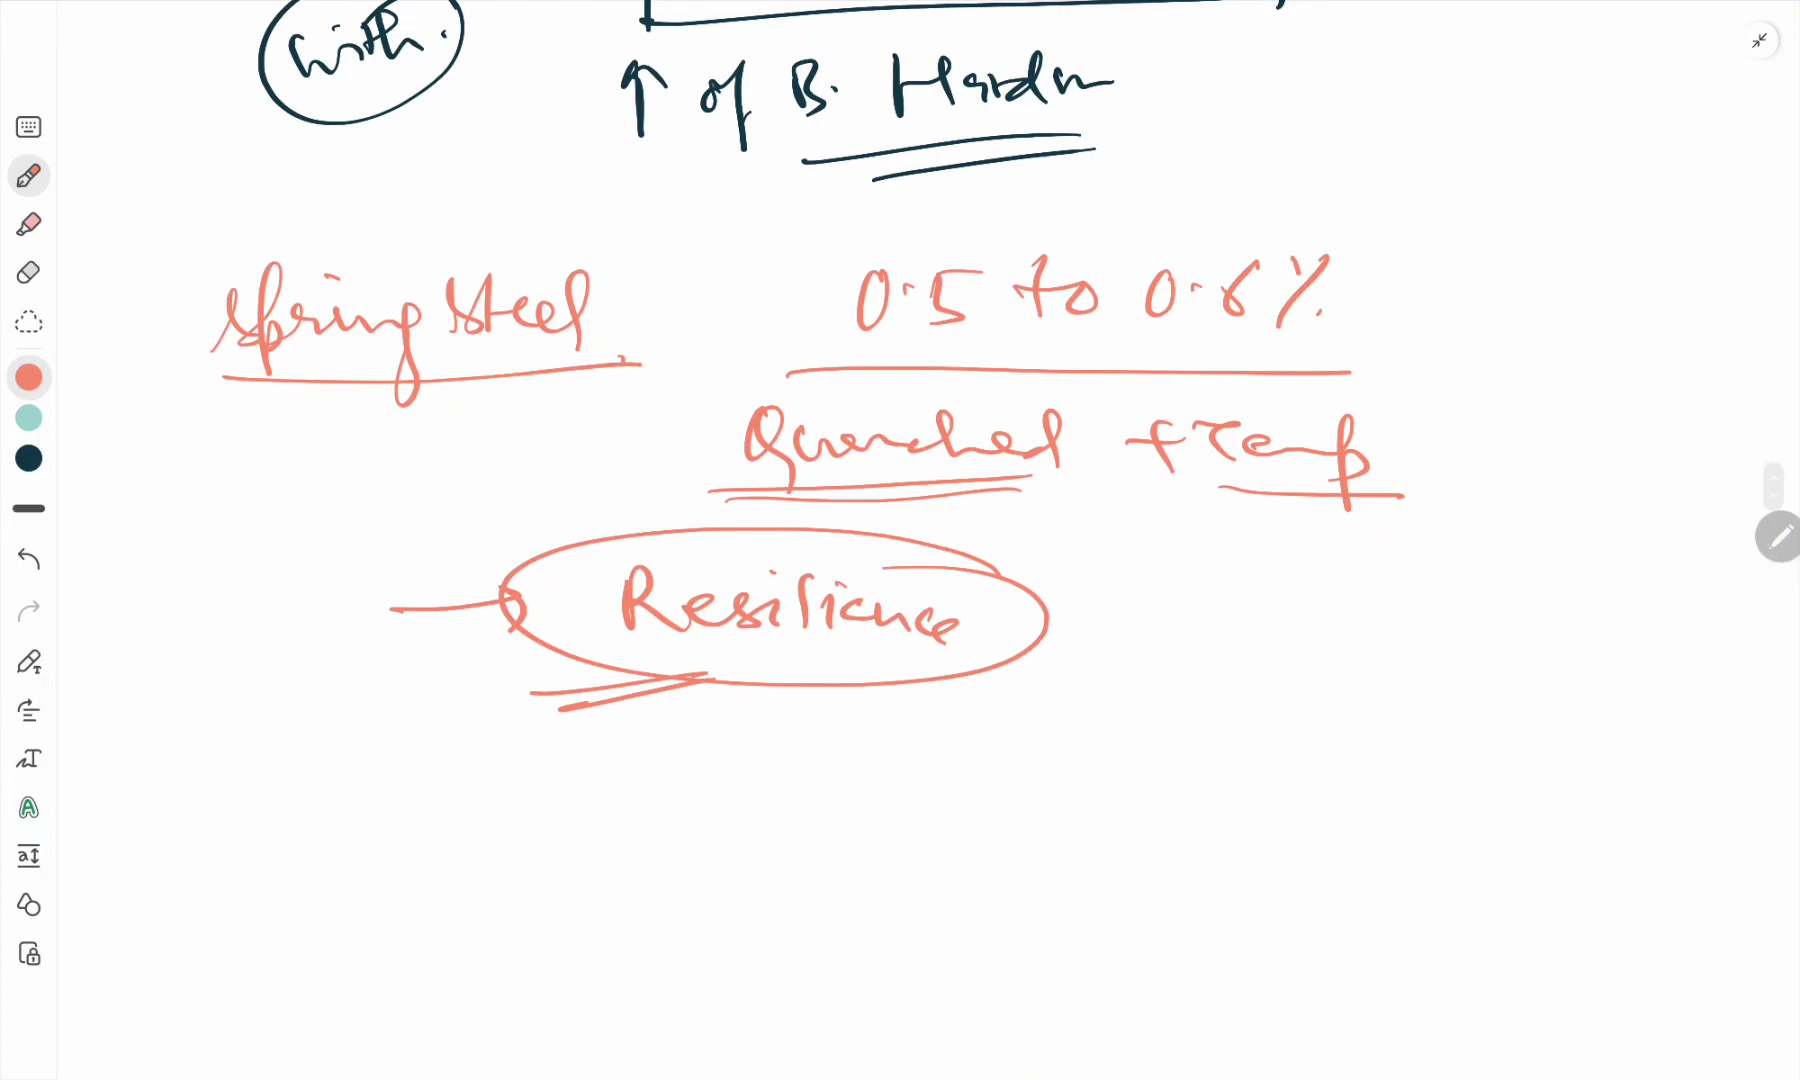 with.
↑ of B. Hardn
Spring Steel 0.5 to 0.6%
Quenched + Temp
Resilience